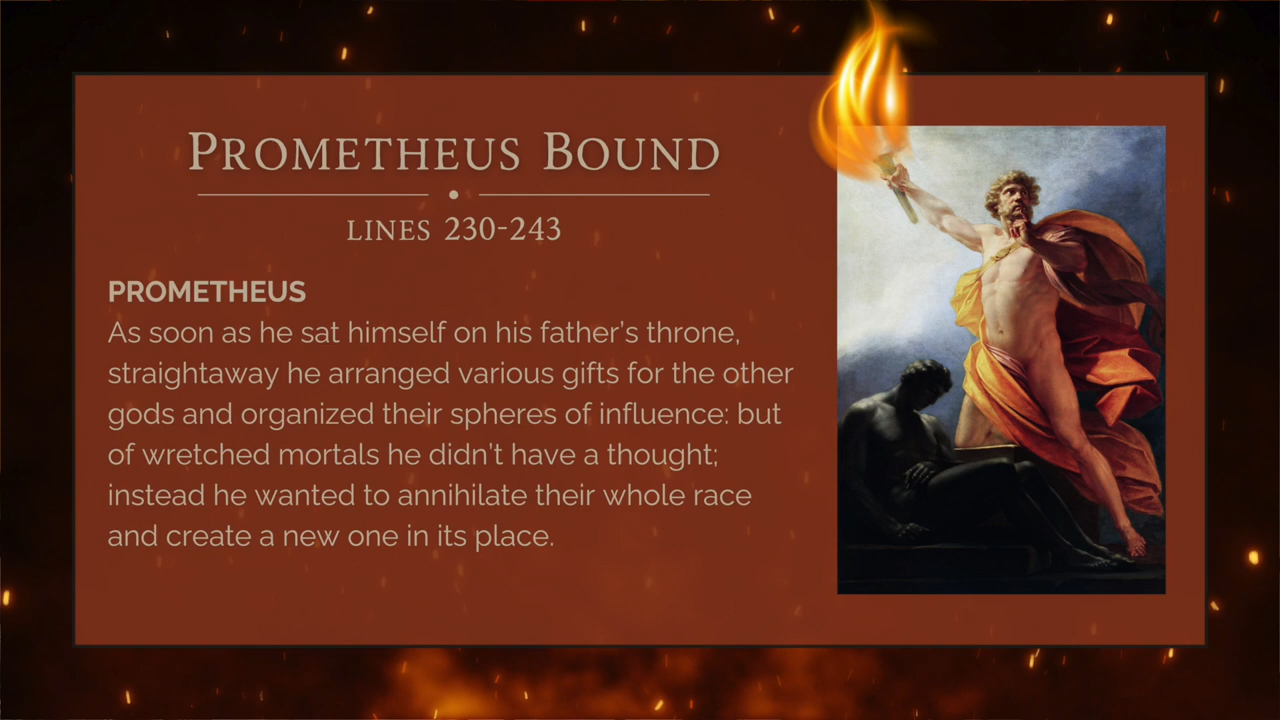 PROMETHEUS BOUND
LINES 230-243
PROMETHEUS
As soon as he sat himself on his father's throne,
straightaway he arranged various gifts for the other
gods and organized their spheres of influence: but
of wretched mortals he didn't have a thought;
instead he wanted to annihilate their whole race
and create a new one in its place.